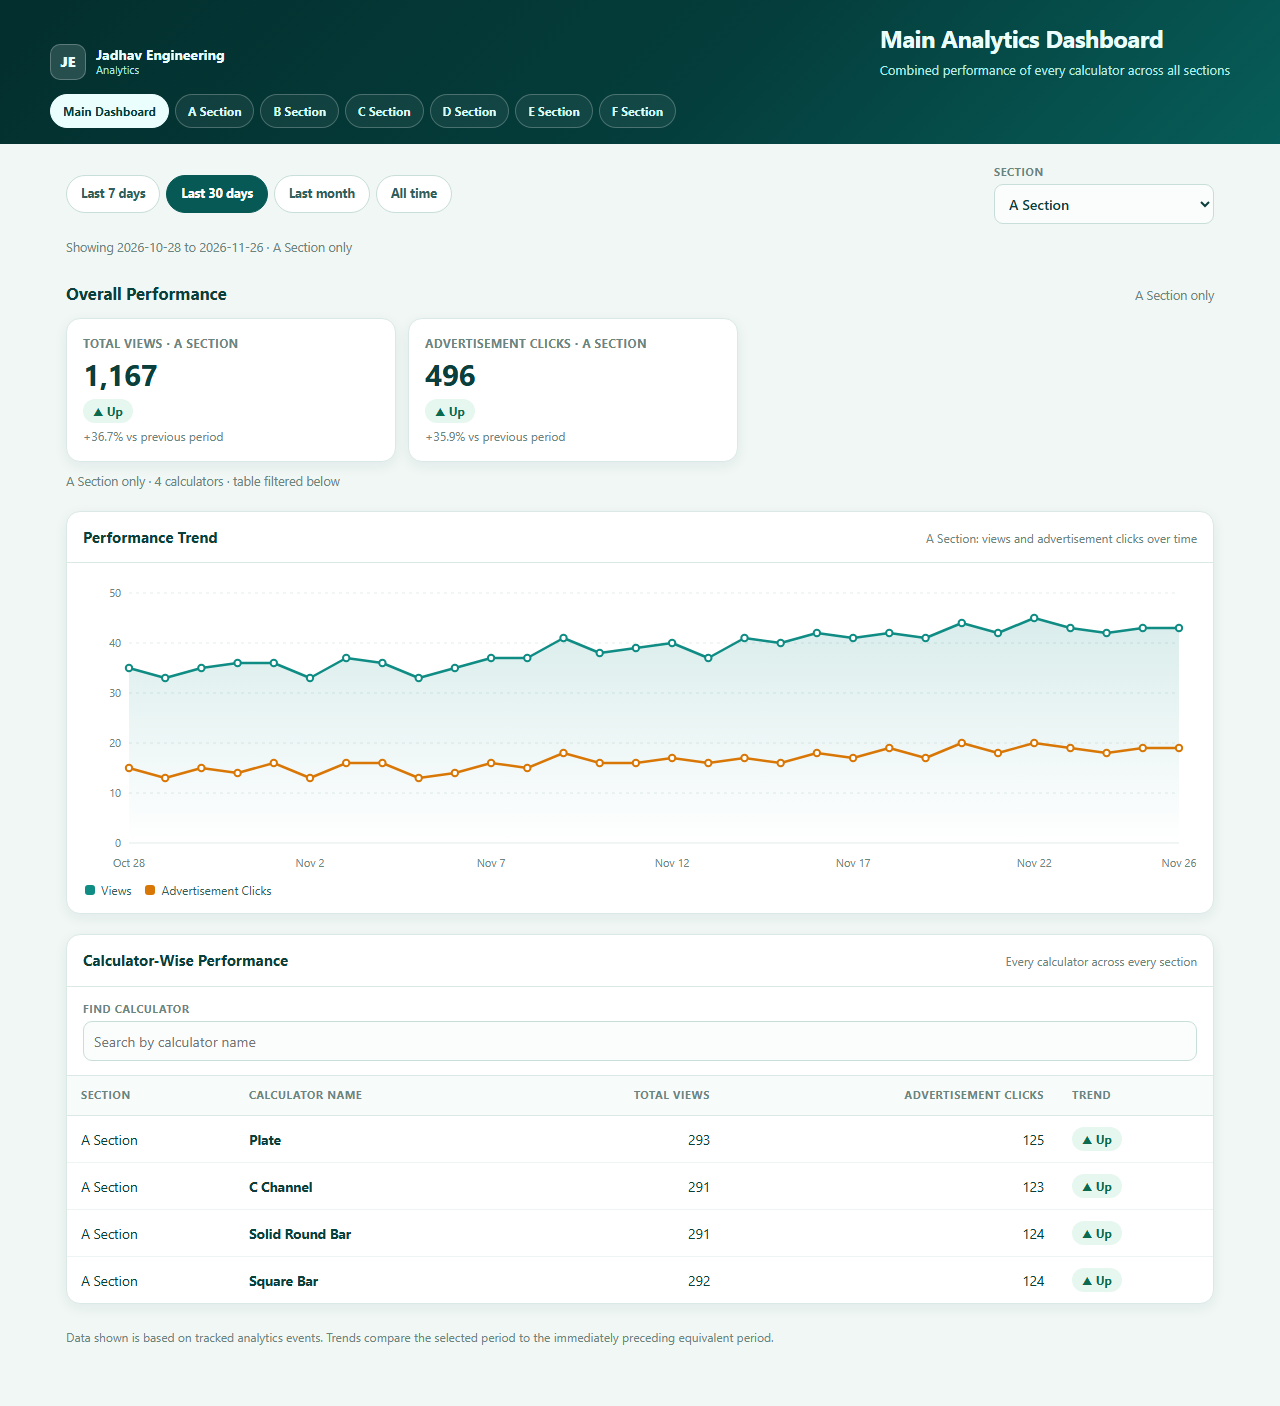 JE
Jadhav Engineering
Analytics
Main Analytics Dashboard
Combined performance of every calculator across all sections
Main Dashboard
A Section
B Section
C Section
D Section
E Section
F Section
Last 7 days
Last 30 days
Last month
All time
SECTION
A Section
Showing 2026-10-28 to 2026-11-26 · A Section only
Overall Performance
A Section only
TOTAL VIEWS · A SECTION
1,167
▲ Up
+36.7% vs previous period
ADVERTISEMENT CLICKS · A SECTION
496
▲ Up
+35.9% vs previous period
A Section only · 4 calculators · table filtered below
Performance Trend
A Section: views and advertisement clicks over time
50
40
30
20
10
0
Oct 28
Nov 2
Nov 7
Nov 12
Nov 17
Nov 22
Nov 26
Views
Advertisement Clicks
Calculator-Wise Performance
Every calculator across every section
FIND CALCULATOR
Search by calculator name
SECTION CALCULATOR NAME TOTAL VIEWS ADVERTISEMENT CLICKS TREND
A Section Plate 293 125 ▲ Up
A Section C Channel 291 123 ▲ Up
A Section Solid Round Bar 291 124 ▲ Up
A Section Square Bar 292 124 ▲ Up
Data shown is based on tracked analytics events. Trends compare the selected period to the immediately preceding equivalent period.